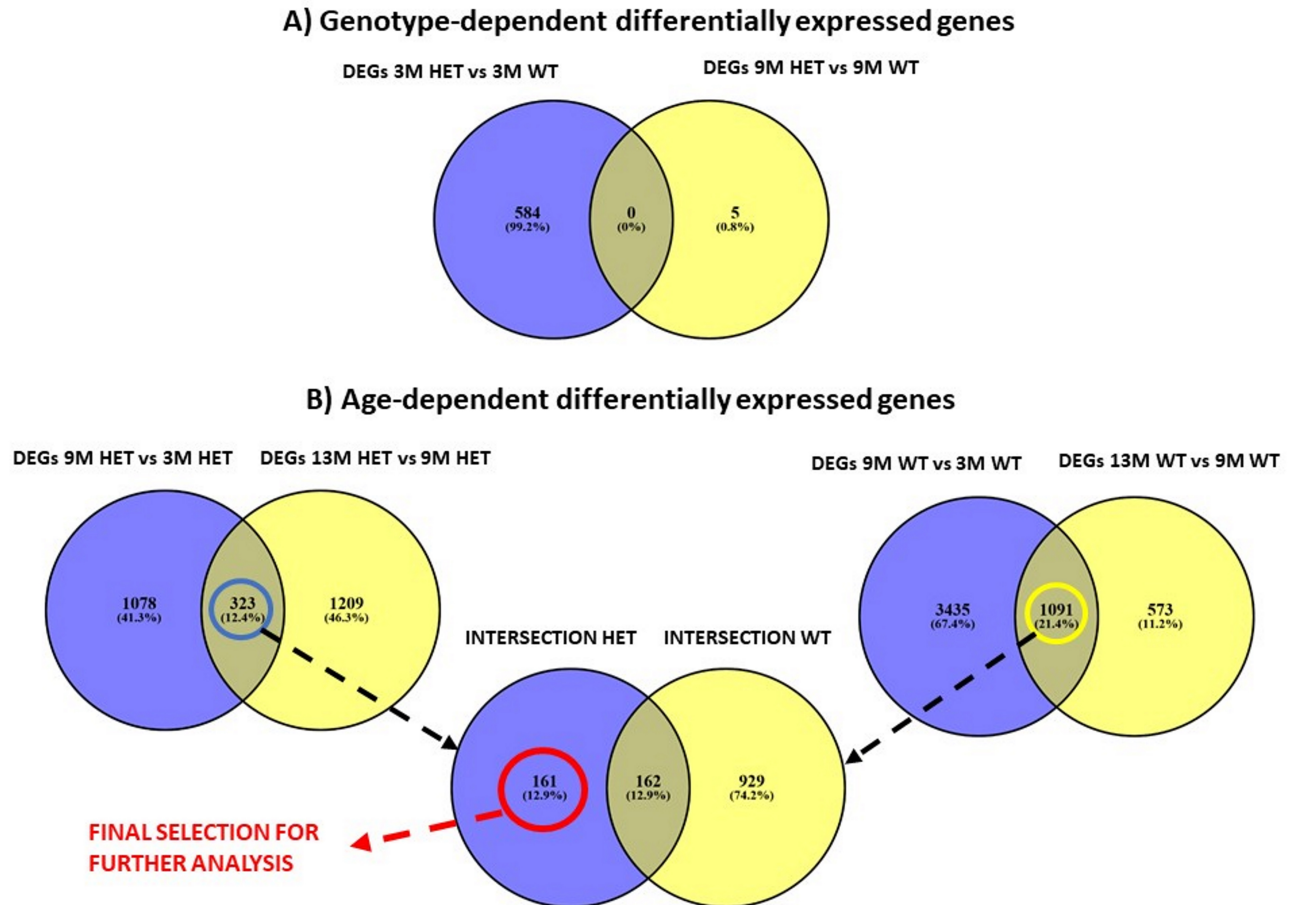 A) Genotype-dependent differentially expressed genes
DEGs 3M HET vs 3M WT
DEGs 9M HET vs 9M WT
584
(99.2%)
0
(0%)
5
(0.8%)
B) Age-dependent differentially expressed genes
DEGs 9M HET vs 3M HET
DEGs 13M HET vs 9M HET
1078
(41.3%)
323
(12.4%)
1209
(46.3%)
DEGs 9M WT vs 3M WT
DEGs 13M WT vs 9M WT
3435
(67.4%)
1091
(21.4%)
573
(11.2%)
INTERSECTION HET
INTERSECTION WT
161
(12.9%)
162
(12.9%)
929
(74.2%)
FINAL SELECTION FOR
FURTHER ANALYSIS